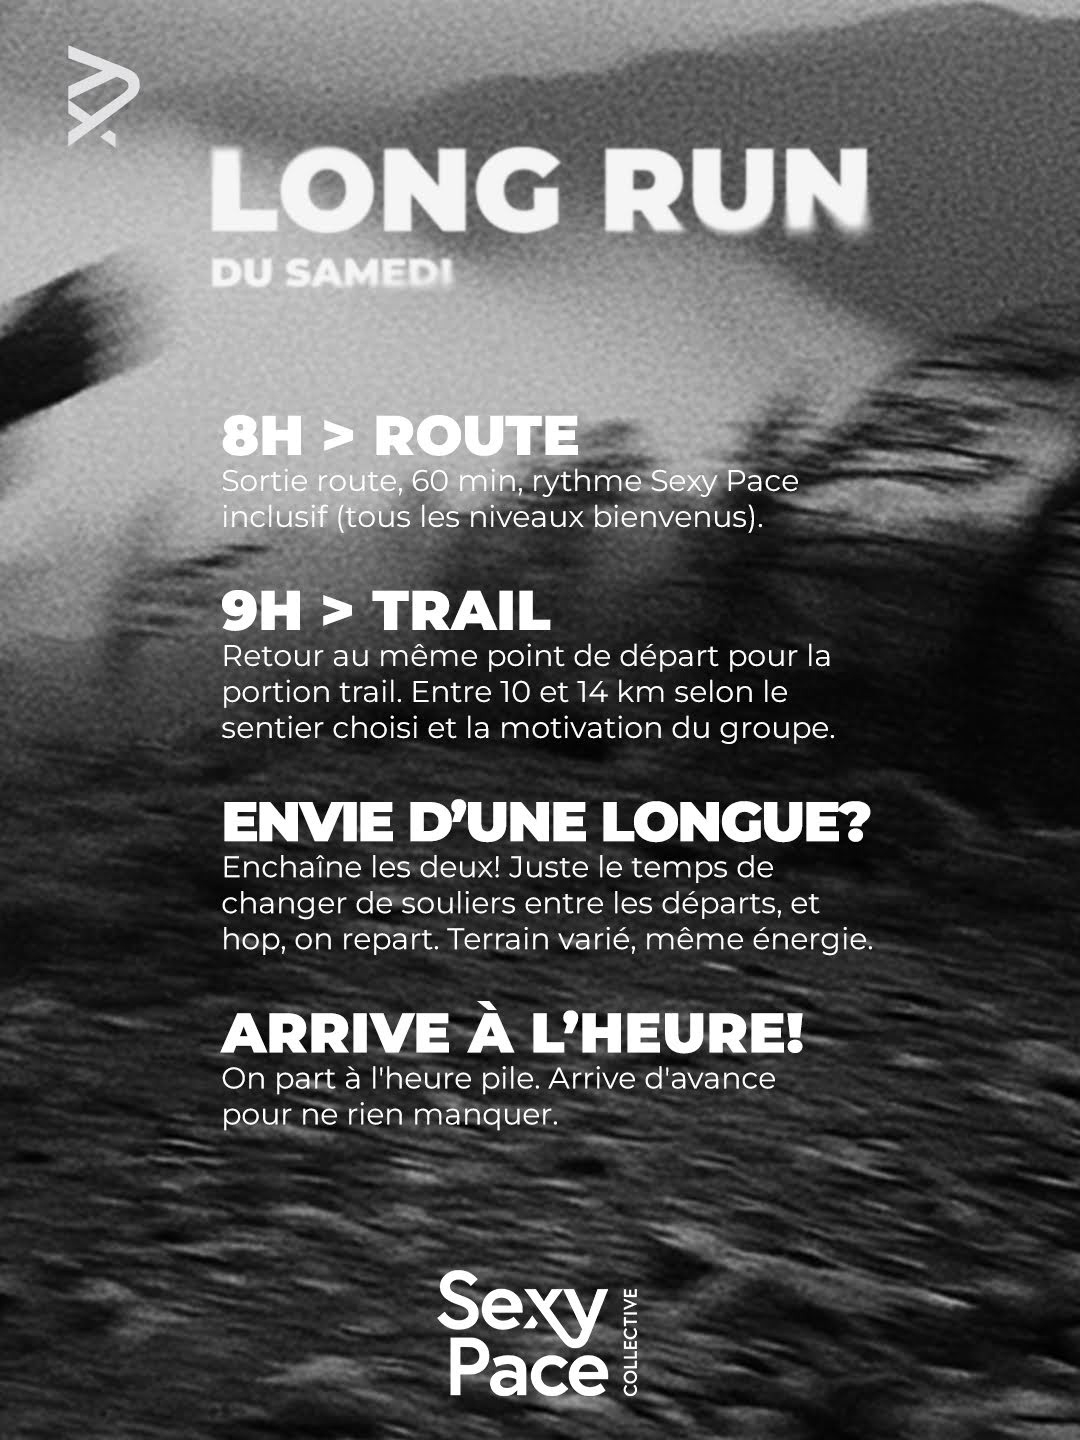 LONG RUN
DU SAMEDI
8H > ROUTE
Sortie route, 60 min, rythme Sexy Pace
inclusif (tous les niveaux bienvenus).
9H > TRAIL
Retour au même point de départ pour la
portion trail. Entre 10 et 14 km selon le
sentier choisi et la motivation du groupe.
ENVIE D’UNE LONGUE?
Enchaîne les deux! Juste le temps de
changer de souliers entre les départs, et
hop, on repart. Terrain varié, même énergie.
ARRIVE À L’HEURE!
On part à l'heure pile. Arrive d'avance
pour ne rien manquer.
Sexy
Pace
COLLECTIVE